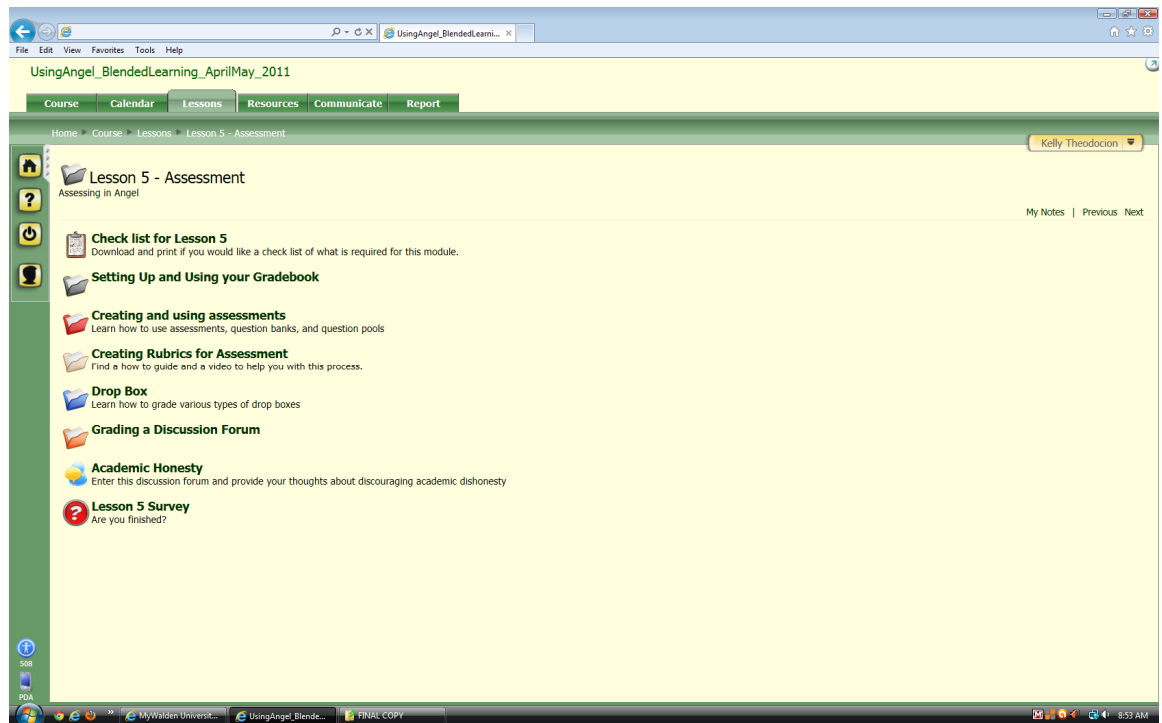 UsingAngel_BlendedLearni...
File Edit View Favorites Tools Help
UsingAngel_BlendedLearning_AprilMay_2011
Course Calendar Lessons Resources Communicate Report
Home Course Lessons Lesson 5 - Assessment
Kelly Theodocion
Lesson 5 - Assessment
Assessing in Angel
My Notes | Previous Next
Check list for Lesson 5
Download and print if you would like a check list of what is required for this module.
Setting Up and Using your Gradebook
Creating and using assessments
Learn how to use assessments, question banks, and question pools
Creating Rubrics for Assessment
Find a how to guide and a video to help you with this process.
Drop Box
Learn how to grade various types of drop boxes
Grading a Discussion Forum
Academic Honesty
Enter this discussion forum and provide your thoughts about discouraging academic dishonesty
Lesson 5 Survey
Are you finished?
508
PDA
MyWalden Universit... UsingAngel_Blende... FINAL COPY 8:53 AM